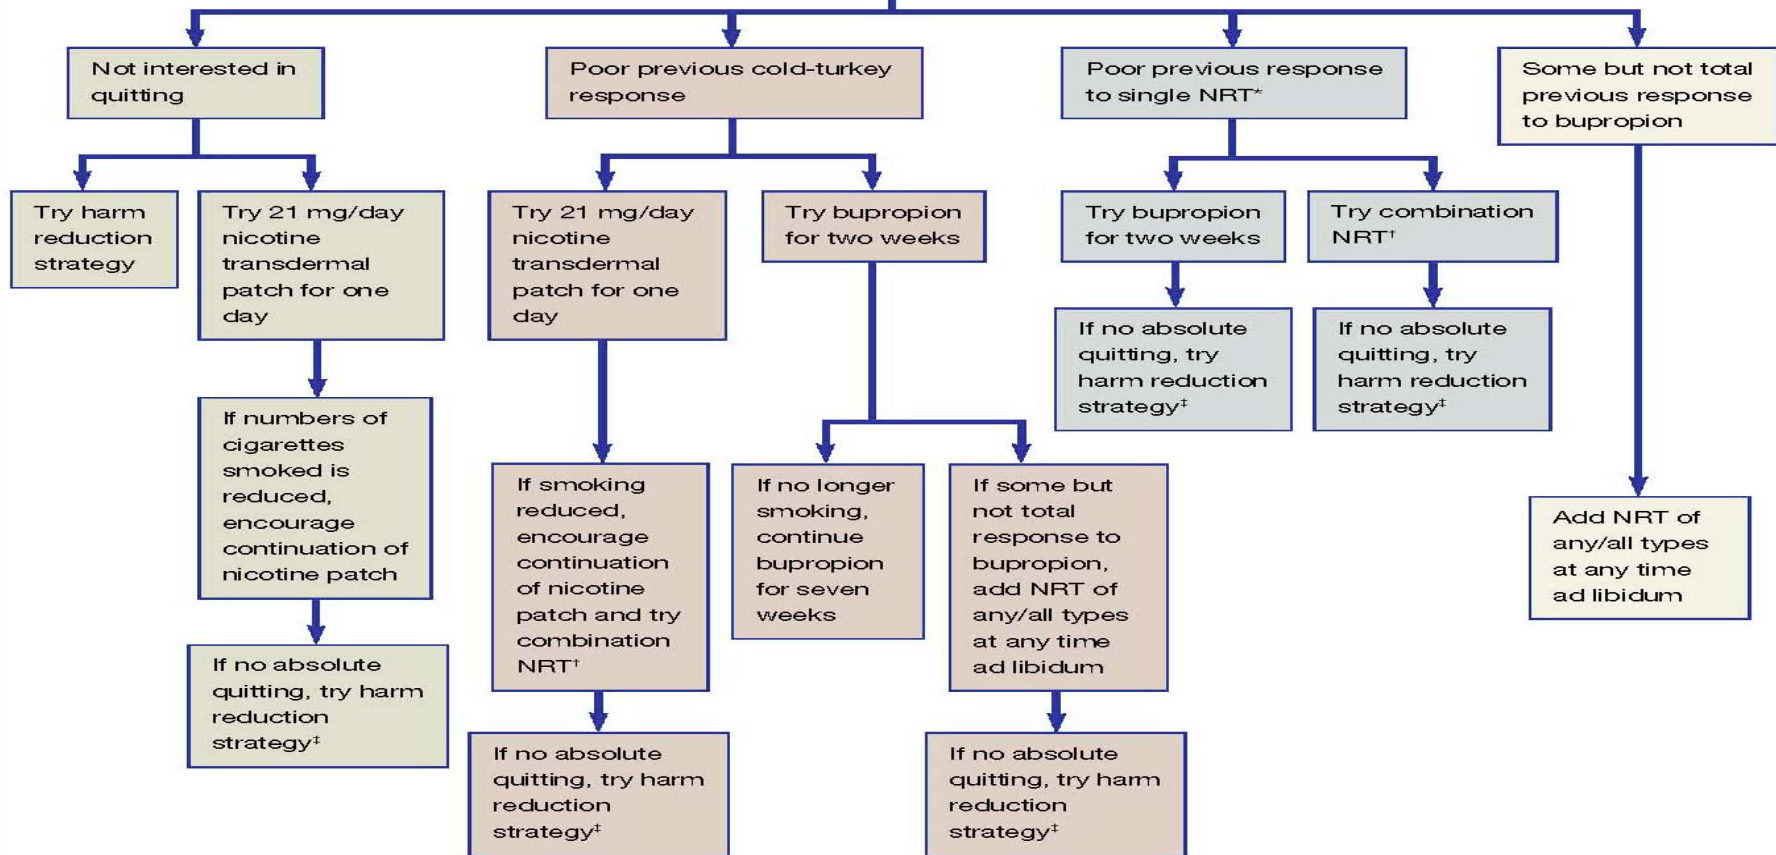 Not interested in
quitting
Poor previous cold-turkey
response
Poor previous response
to single NRT*
Some but not total
previous response
to bupropion
Try harm
reduction
strategy
Try 21 mg/day
nicotine
transdermal
patch for one
day
Try 21 mg/day
nicotine
transdermal
patch for one
day
Try bupropion
for two weeks
Try bupropion
for two weeks
Try combination
NRT†
If no absolute
quitting, try
harm reduction
strategy‡
If no absolute
quitting, try
harm reduction
strategy‡
If numbers of
cigarettes
smoked is
reduced,
encourage
continuation of
nicotine patch
If smoking
reduced,
encourage
continuation
of nicotine
patch and try
combination
NRT†
If no longer
smoking,
continue
bupropion
for seven
weeks
If some but
not total
response to
bupropion,
add NRT of
any/all types
at any time
ad libidum
Add NRT of
any/all types
at any time
ad libidum
If no absolute
quitting, try harm
reduction
strategy‡
If no absolute
quitting, try harm
reduction
strategy‡
If no absolute
quitting, try harm
reduction
strategy‡